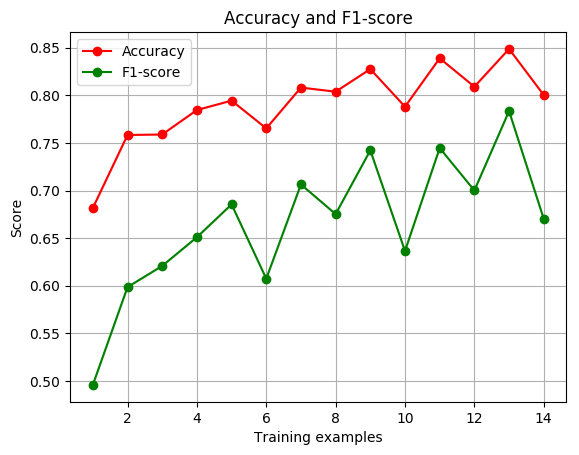 Accuracy and F1-score
Accuracy
F1-score
Score
0.85
0.80
0.75
0.70
0.65
0.60
0.55
0.50
2 4 6 8 10 12 14
Training examples